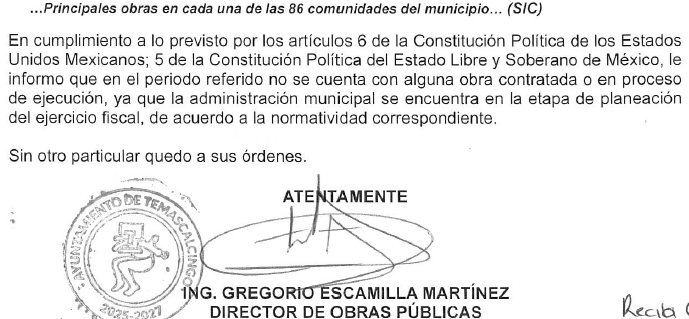 ...Principales obras en cada una de las 86 comunidades del municipio... (SIC)
En cumplimiento a lo previsto por los artículos 6 de la Constitución Política de los Estados
Unidos Mexicanos; 5 de la Constitución Política del Estado Libre y Soberano de México, le
informo que en el periodo referido no se cuenta con alguna obra contratada o en proceso
de ejecución, ya que la administración municipal se encuentra en la etapa de planeación
del ejercicio fiscal, de acuerdo a la normatividad correspondiente.
Sin otro particular quedo a sus órdenes.
ATENTAMENTE
AYUNTAMIENTO DE TEMASCALCINGO
2025-2027
ING. GREGORIO ESCAMILLA MARTÍNEZ
DIRECTOR DE OBRAS PÚBLICAS
Recibi